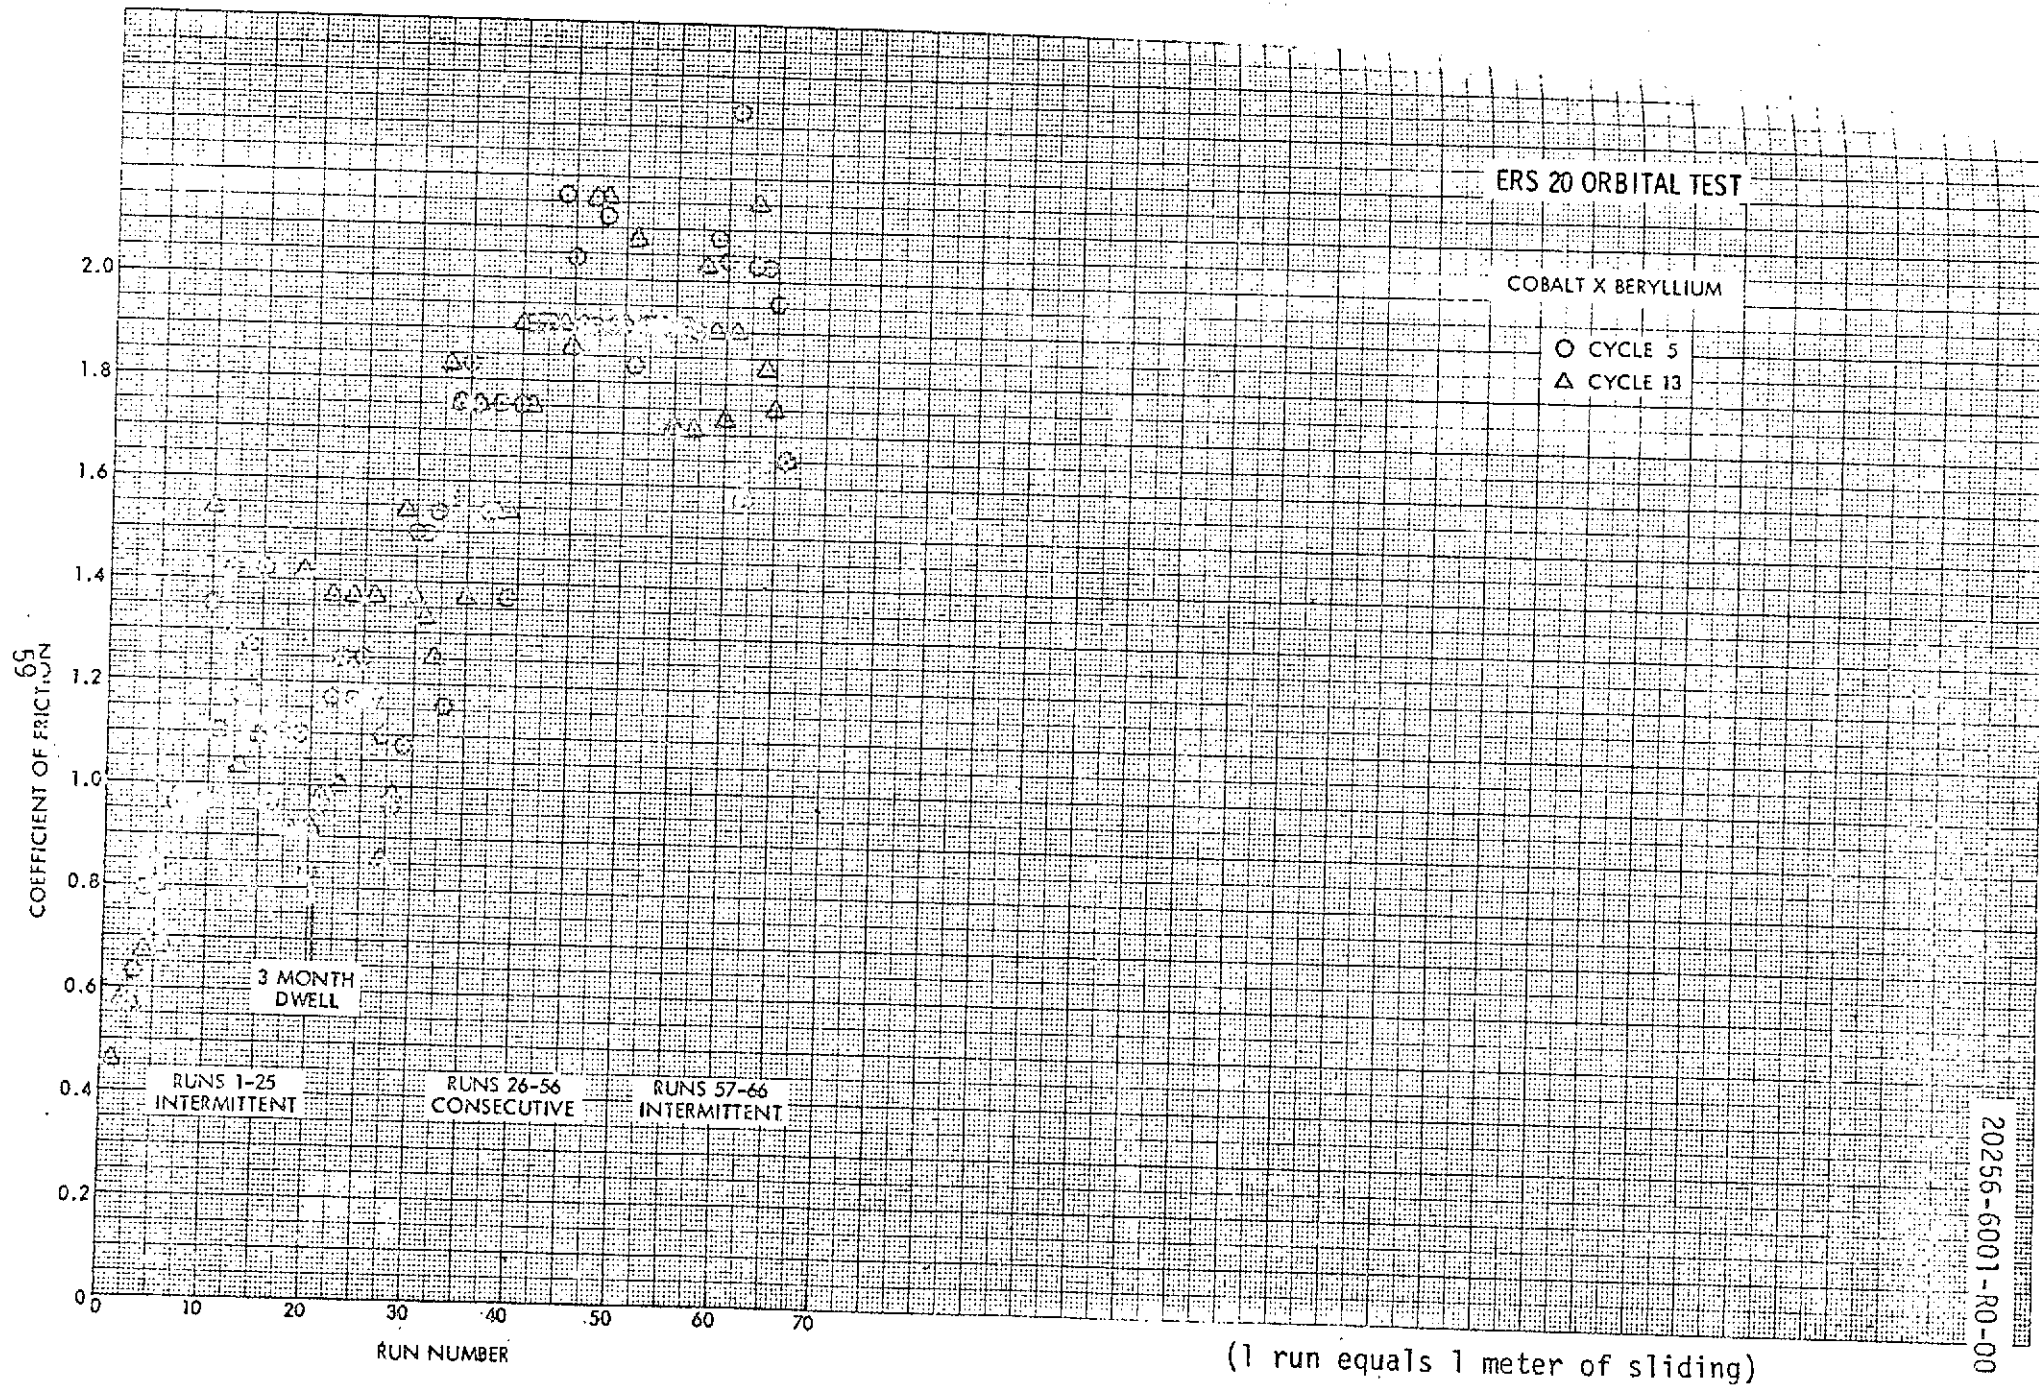 ERS 20 ORBITAL TEST
COBALT X BERYLLIUM
O CYCLE 5
△ CYCLE 13
2.0
1.8
1.6
1.4
1.2
1.0
0.8
0.6
0.4
0.2
0
COEFFICIENT OF FRICTION
59
3 MONTH
DWELL
RUNS 1-25
INTERMITTENT
RUNS 26-56
CONSECUTIVE
RUNS 57-66
INTERMITTENT
0 10 20 30 40 50 60 70
RUN NUMBER
(1 run equals 1 meter of sliding)
20256-6001-R0-00